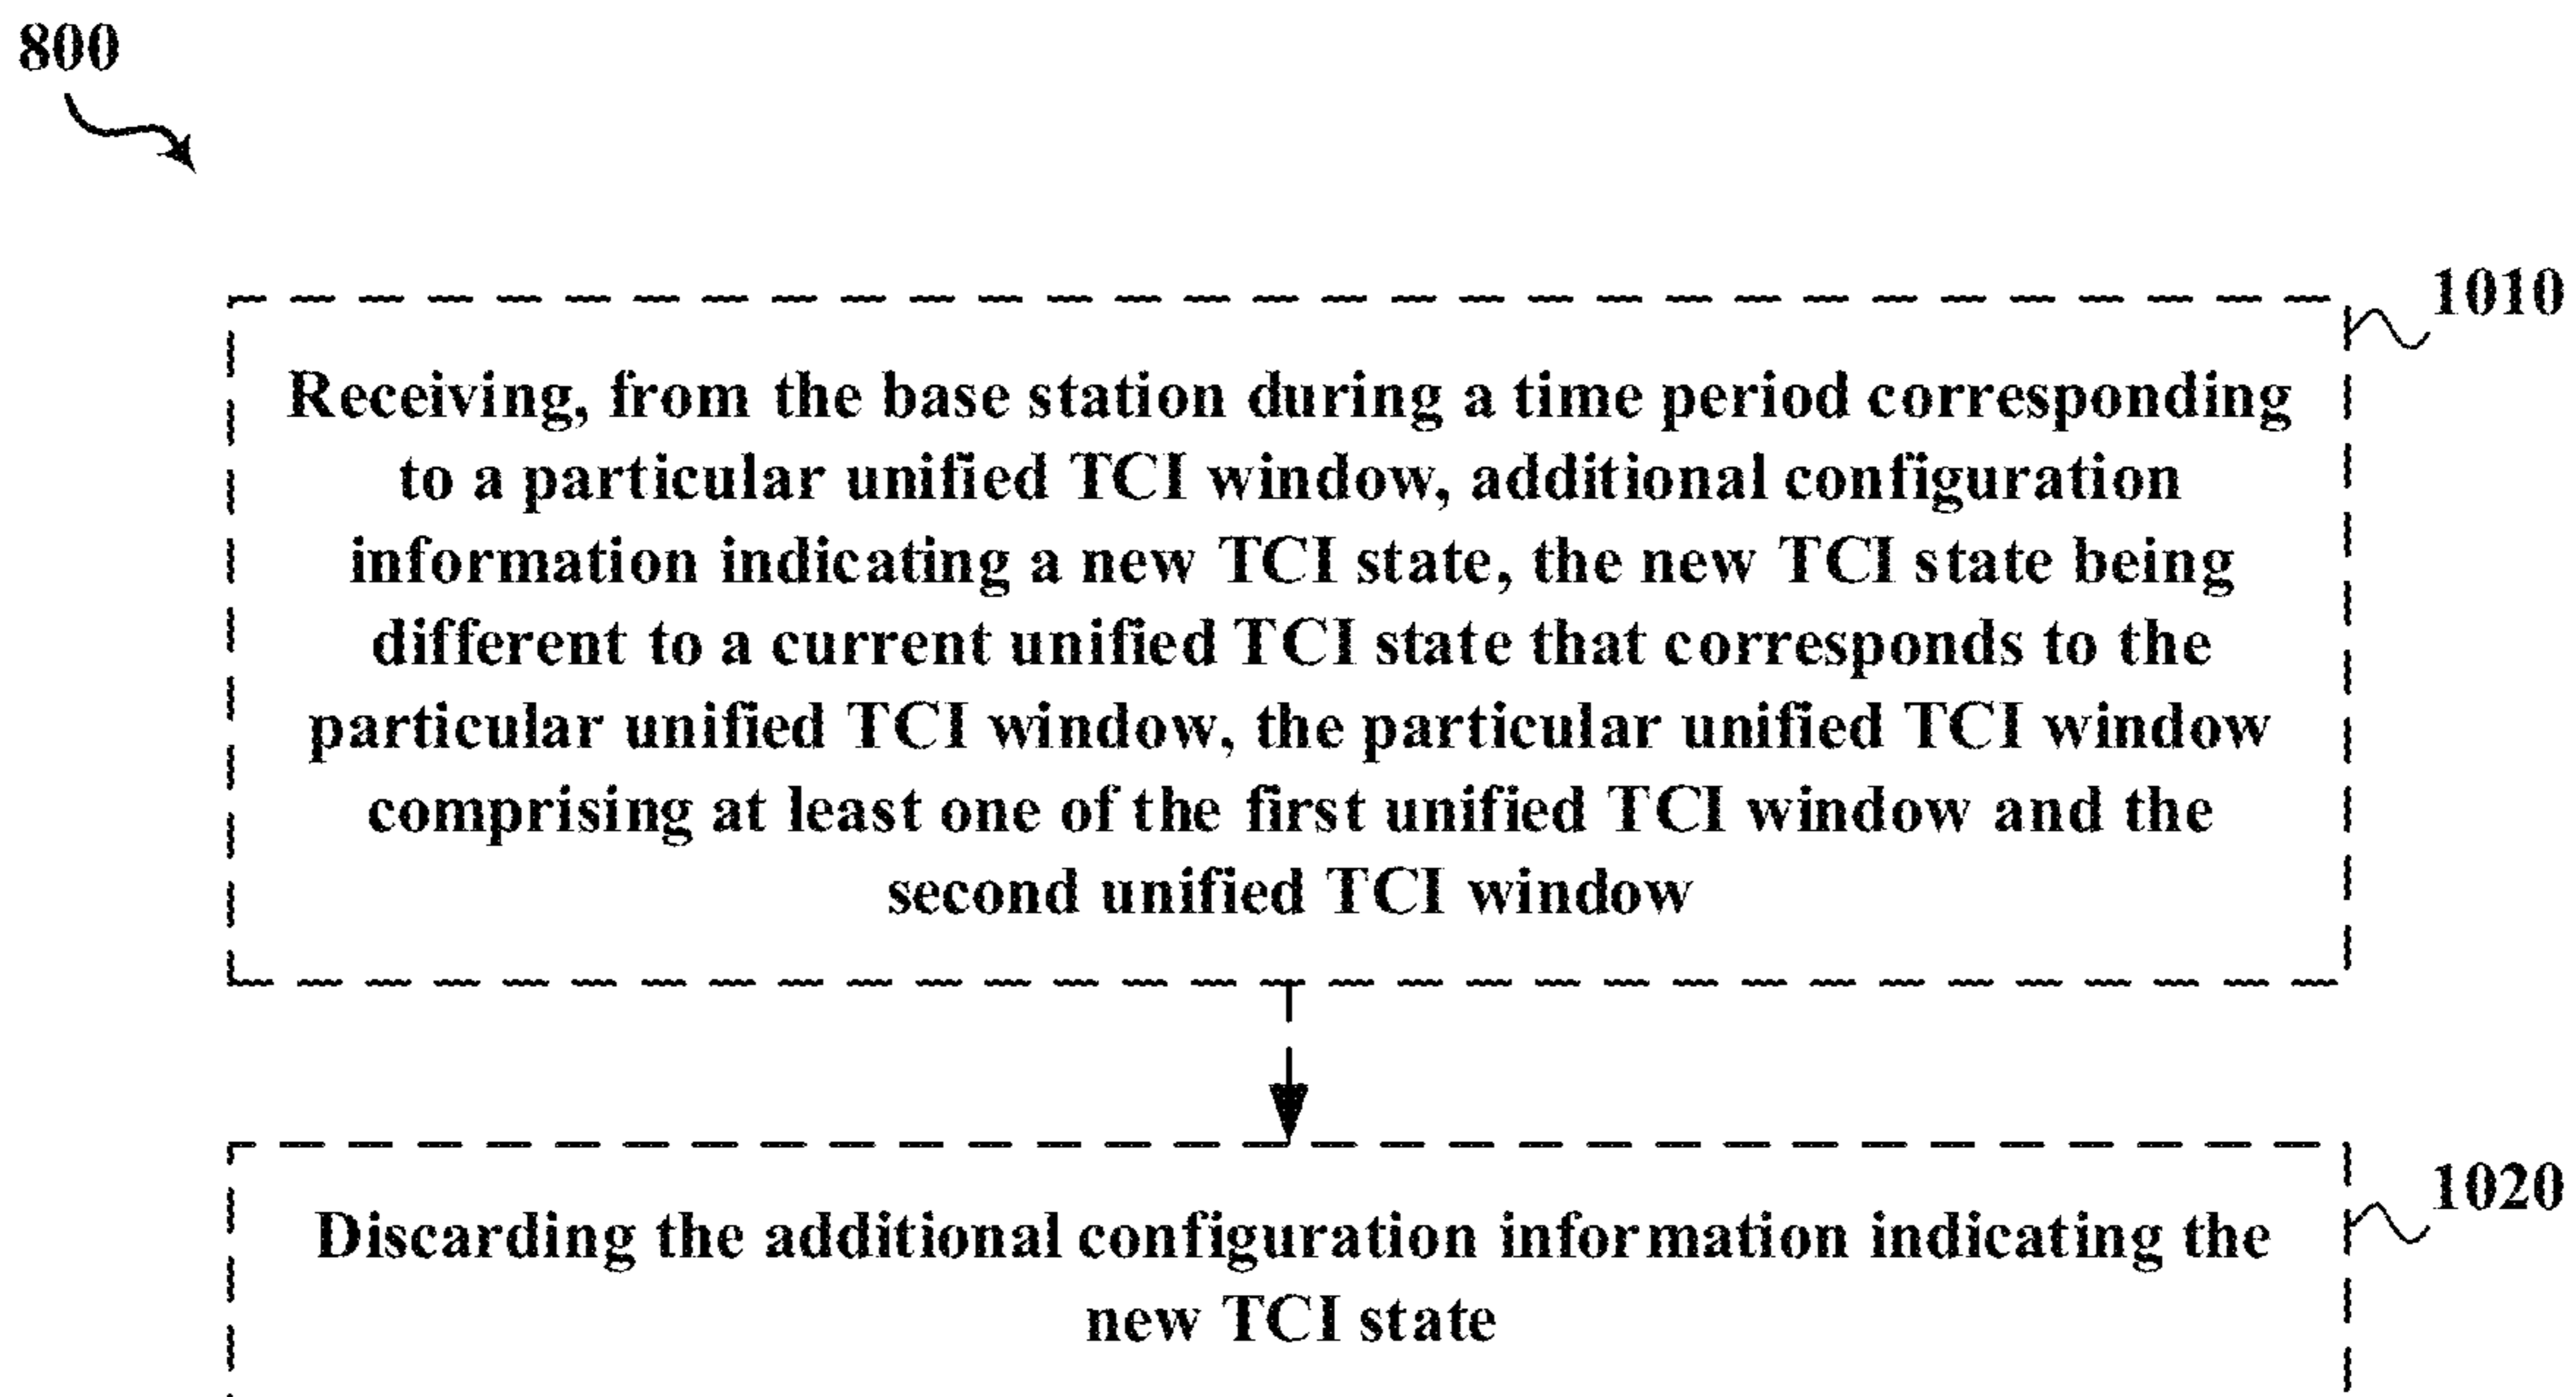 800
1010
Receiving, from the base station during a time period corresponding
to a particular unified TCI window, additional configuration
information indicating a new TCI state, the new TCI state being
different to a current unified TCI state that corresponds to the
particular unified TCI window, the particular unified TCI window
comprising at least one of the first unified TCI window and the
second unified TCI window
1020
Discarding the additional configuration information indicating the
new TCI state